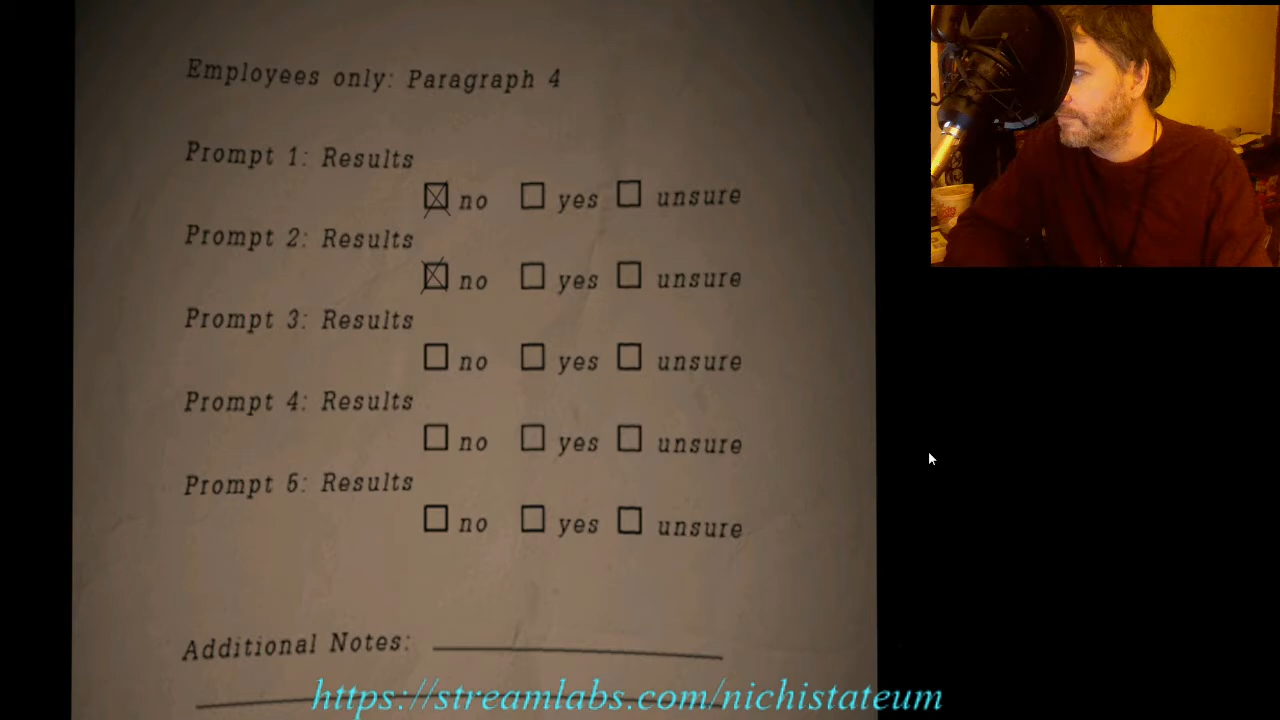 Employees only: Paragraph 4
Prompt 1: Results
no yes unsure
Prompt 2: Results
no yes unsure
Prompt 3: Results
no yes unsure
Prompt 4: Results
no yes unsure
Prompt 5: Results
no yes unsure
Additional Notes:
https://streamlabs.com/nichistateum